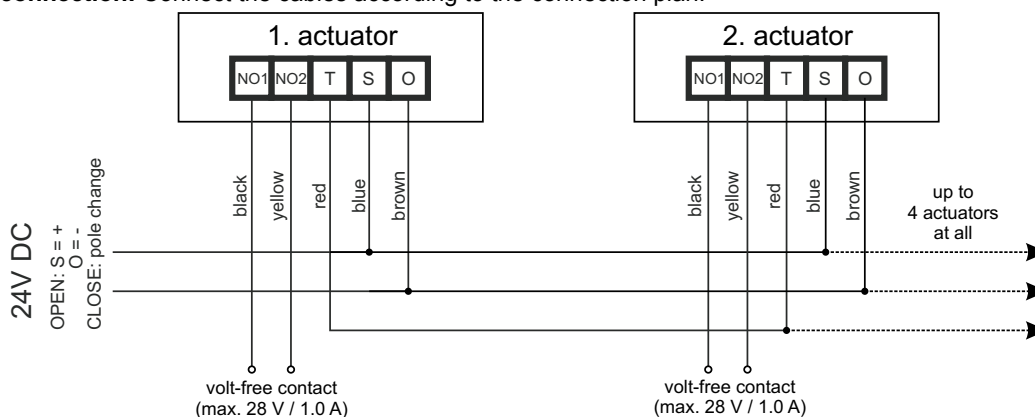 connection: Connect the cables according to the connection plan.
1. actuator
NO1 NO2 T S O
black
yellow
red
blue
brown
2. actuator
NO1 NO2 T S O
black
yellow
red
blue
brown
24V DC
OPEN: S = +
O = -
CLOSE: pole change
up to
4 actuators
at all
volt-free contact
(max. 28 V / 1.0 A)
volt-free contact
(max. 28 V / 1.0 A)